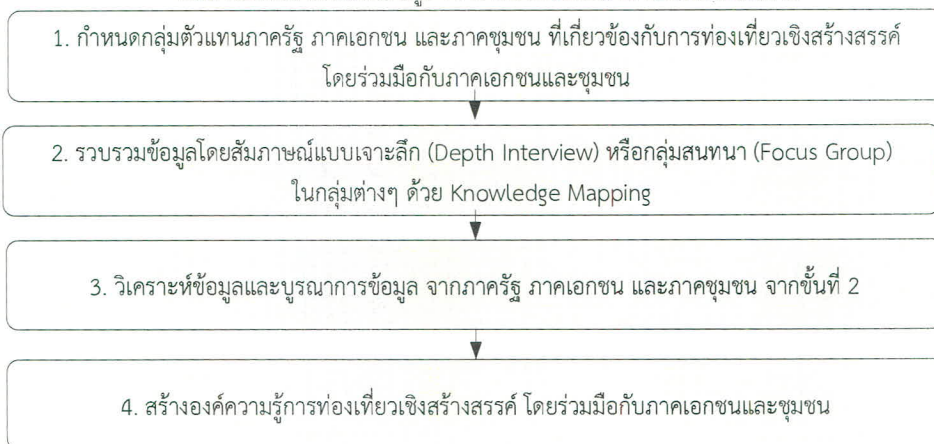 1. กำหนดกลุ่มตัวแทนภาครัฐ ภาคเอกชน และภาคชุมชน ที่เกี่ยวข้องกับการท่องเที่ยวเชิงสร้างสรรค์
โดยร่วมมือกับภาคเอกชนและชุมชน
2. รวบรวมข้อมูลโดยสัมภาษณ์แบบเจาะลึก (Depth Interview) หรือกลุ่มสนทนา (Focus Group)
ในกลุ่มต่างๆ ด้วย Knowledge Mapping
3. วิเคราะห์ข้อมูลและบูรณาการข้อมูล จากภาครัฐ ภาคเอกชน และภาคชุมชน จากขั้นที่ 2
4. สร้างองค์ความรู้การท่องเที่ยวเชิงสร้างสรรค์ โดยร่วมมือกับภาคเอกชนและชุมชน